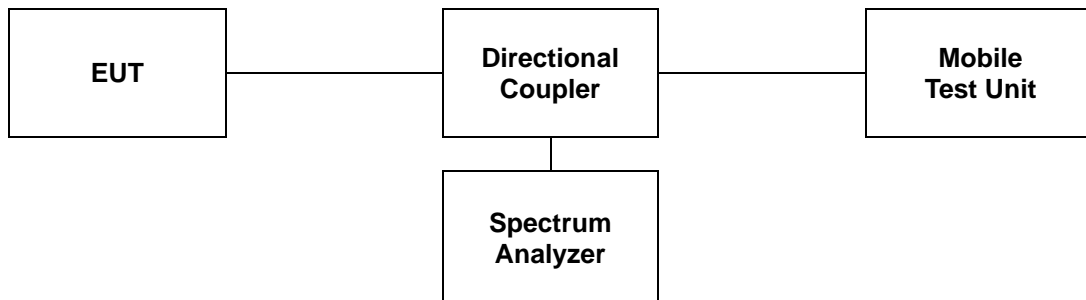 EUT
Directional
Coupler
Mobile
Test Unit
Spectrum
Analyzer